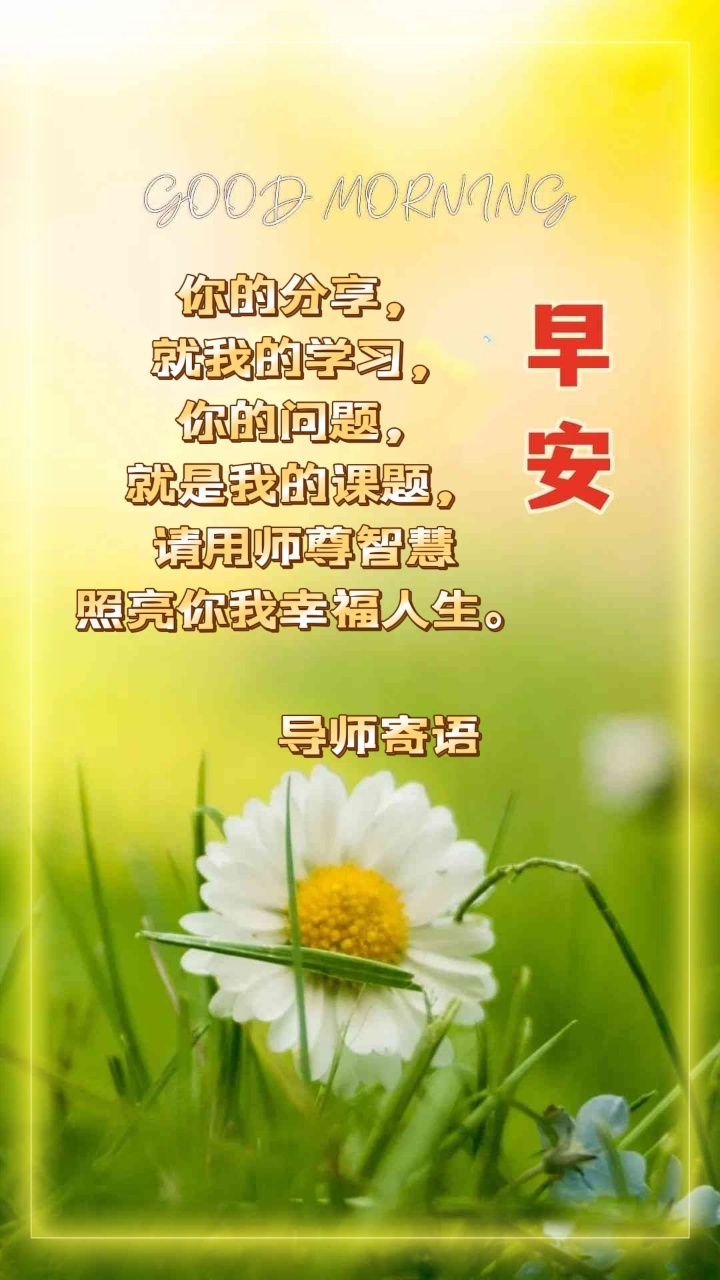 GOOD MORNING
你的分享，
就我的学习，
你的问题，
就是我的课题，
请用师尊智慧
照亮你我幸福人生。
早安
导师寄语